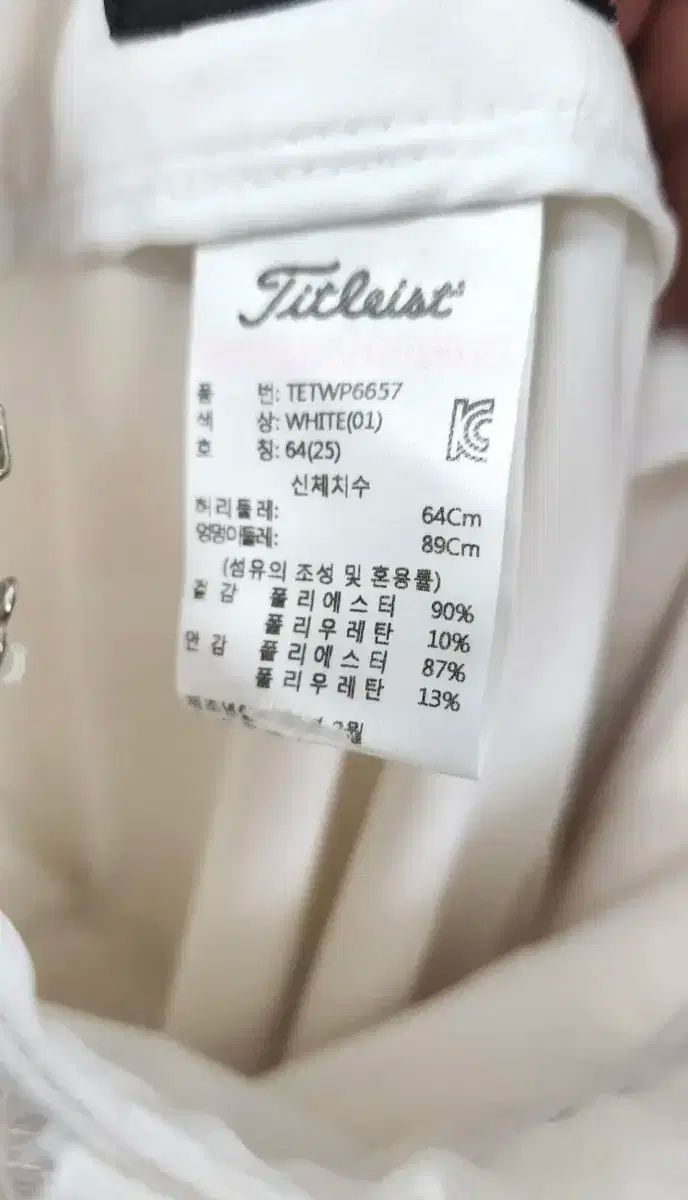 Titleist
품 번: TETWP6657
색 상: WHITE(01)
호 칭: 64(25)
신체치수
허리둘레: 64Cm
엉덩이둘레: 89Cm
(섬유의 조성 및 혼용률)
겉 감 폴리에스터 90%
폴리우레탄 10%
안 감 폴리에스터 87%
폴리우레탄 13%